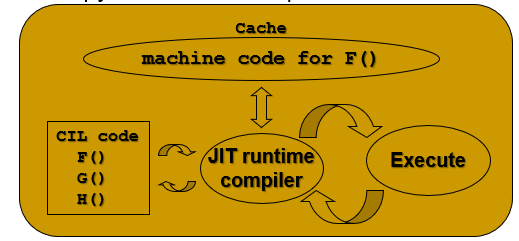 Cache
machine code for F()
CIL code
F()
G()
H()
JIT runtime
compiler
Execute